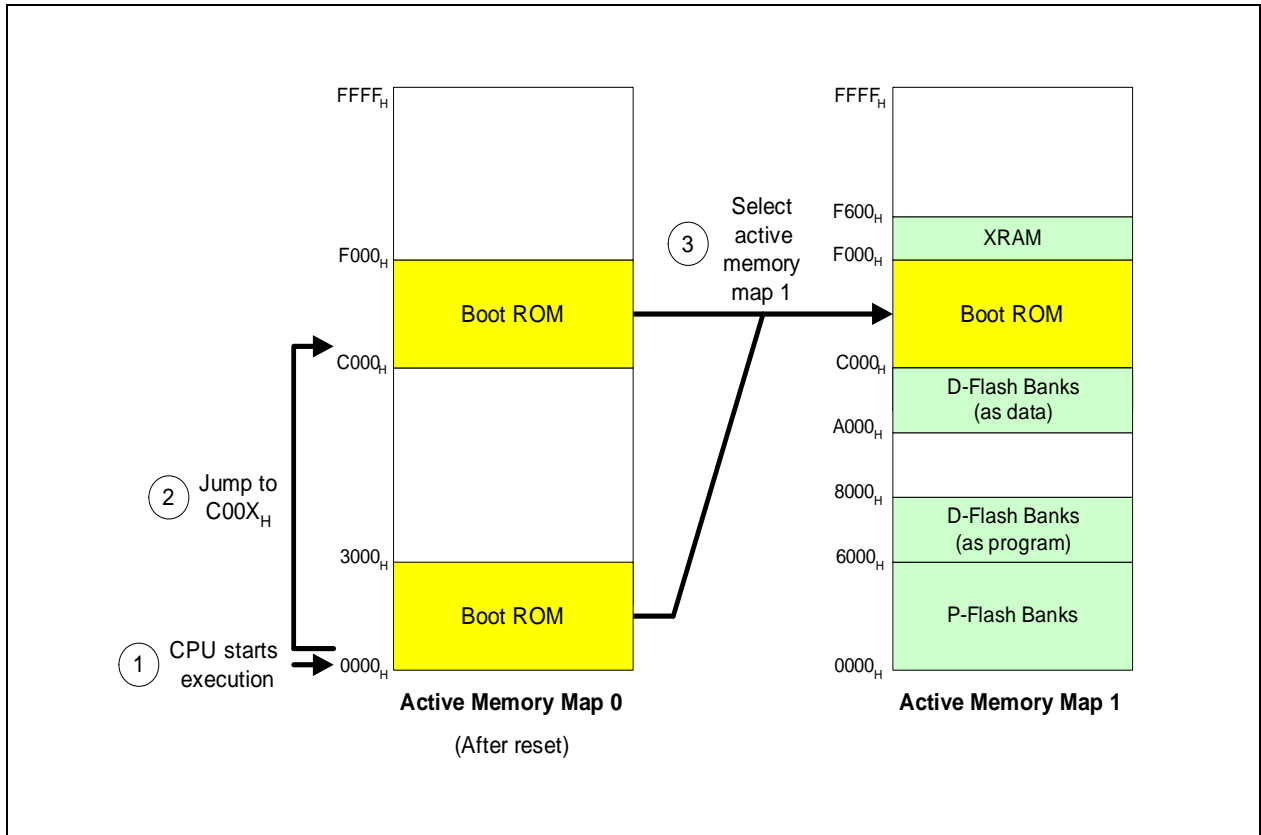 FFFFH
F000H
Boot ROM
C000H
2
Jump to
C00XH
3000H
Boot ROM
1
CPU starts
execution
0000H
Active Memory Map 0
(After reset)
3
Select
active
memory
map 1
FFFFH
F600H
XRAM
F000H
Boot ROM
C000H
D-Flash Banks
(as data)
A000H
8000H
D-Flash Banks
(as program)
6000H
P-Flash Banks
0000H
Active Memory Map 1